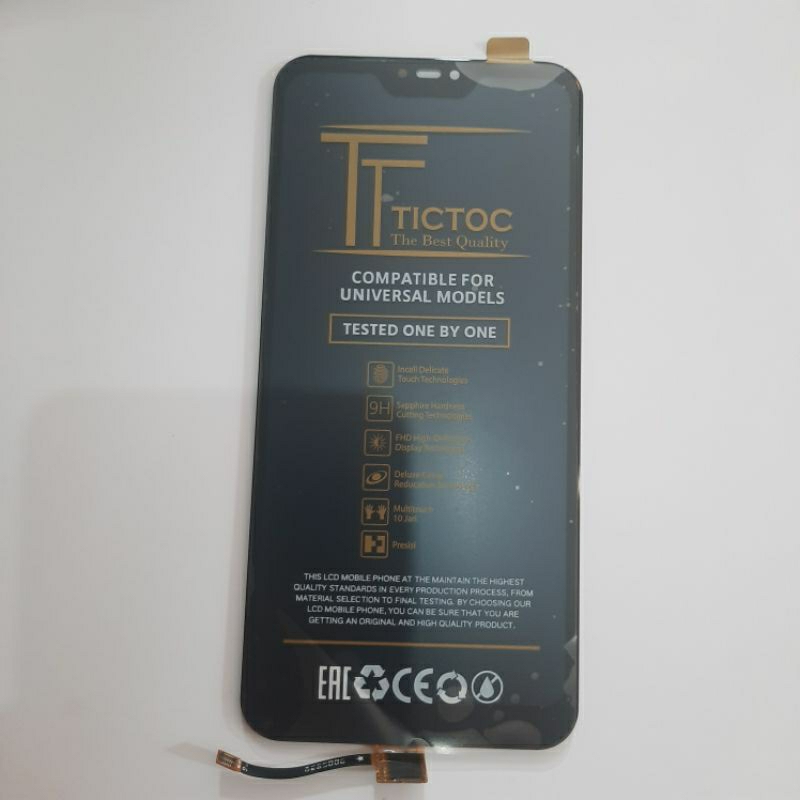 TT
TICTOC
The Best Quality
COMPATIBLE FOR
UNIVERSAL MODELS
TESTED ONE BY ONE
Incell Delicate
Touch Technologies
9H
Sapphire Hardness
Cutting Technologies
FHD High
Display
Deluxe
Reducation
Multitouch
10 Jari
Presisi
THIS LCD MOBILE PHONE AT THE MAINTAIN THE HIGHEST
QUALITY STANDARDS IN EVERY PRODUCTION PROCESS, FROM
MATERIAL SELECTION TO FINAL TESTING. BY CHOOSING OUR
LCD MOBILE PHONE, YOU CAN BE SURE THAT YOU ARE
GETTING AN ORIGINAL AND HIGH QUALITY PRODUCT.
EAC CE